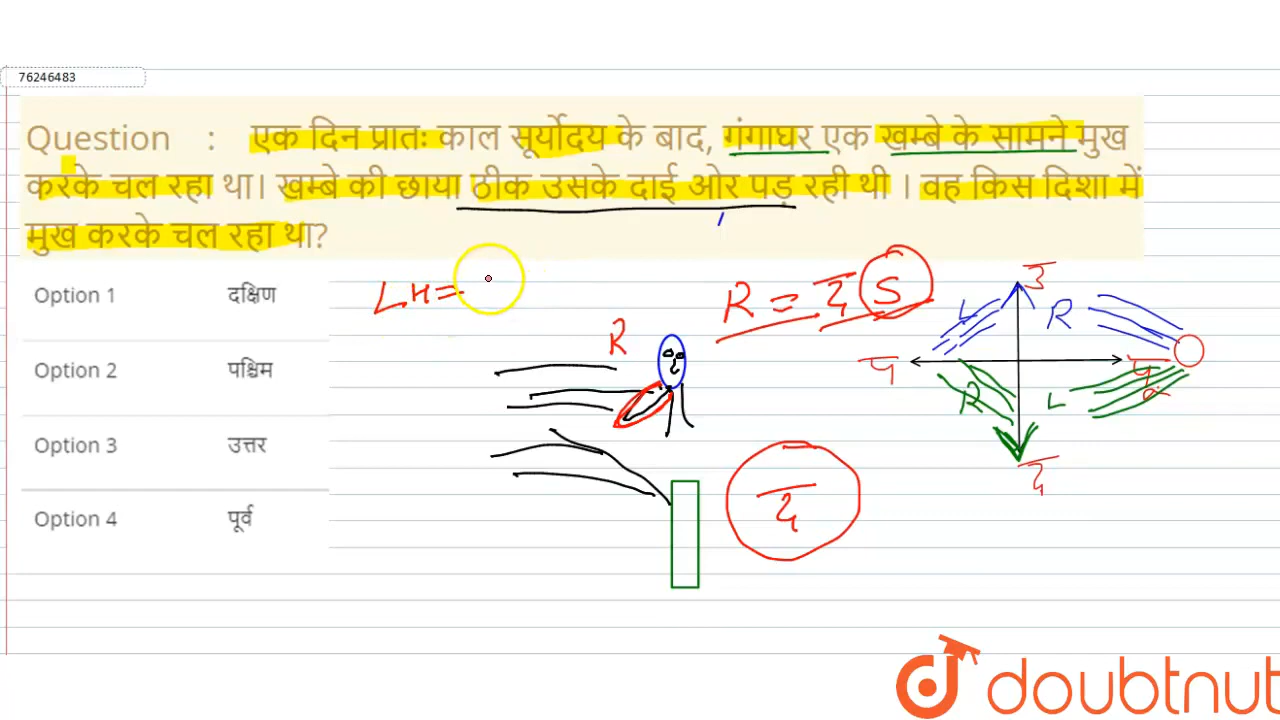 76246483
Question : एक दिन प्रातः काल सूर्योदय के बाद, गंगाघर एक खम्बे के सामने मुख
करके चल रहा था। खम्बे की छाया ठीक उसके दाई ओर पड़ रही थी । वह किस दिशा में
मुख करके चल रहा था?
Option 1 दक्षिण
Option 2 पश्चिम
Option 3 उत्तर
Option 4 पूर्व
LH=
R = द S
R
द
उ
L R
प पू
R L
द
doubtnut